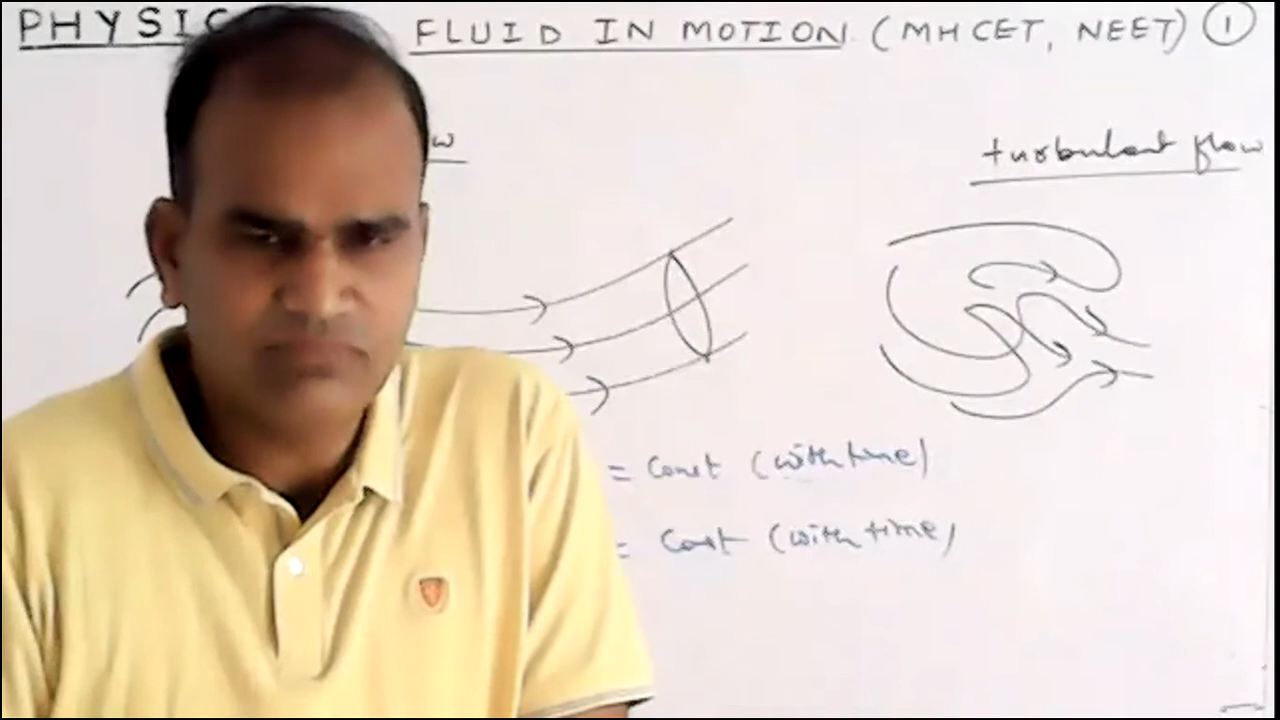 PHYSIC FLUID IN MOTION (MHCET, NEET) 1
w
turbulent flow
= Const (with time)
= Const (with time)